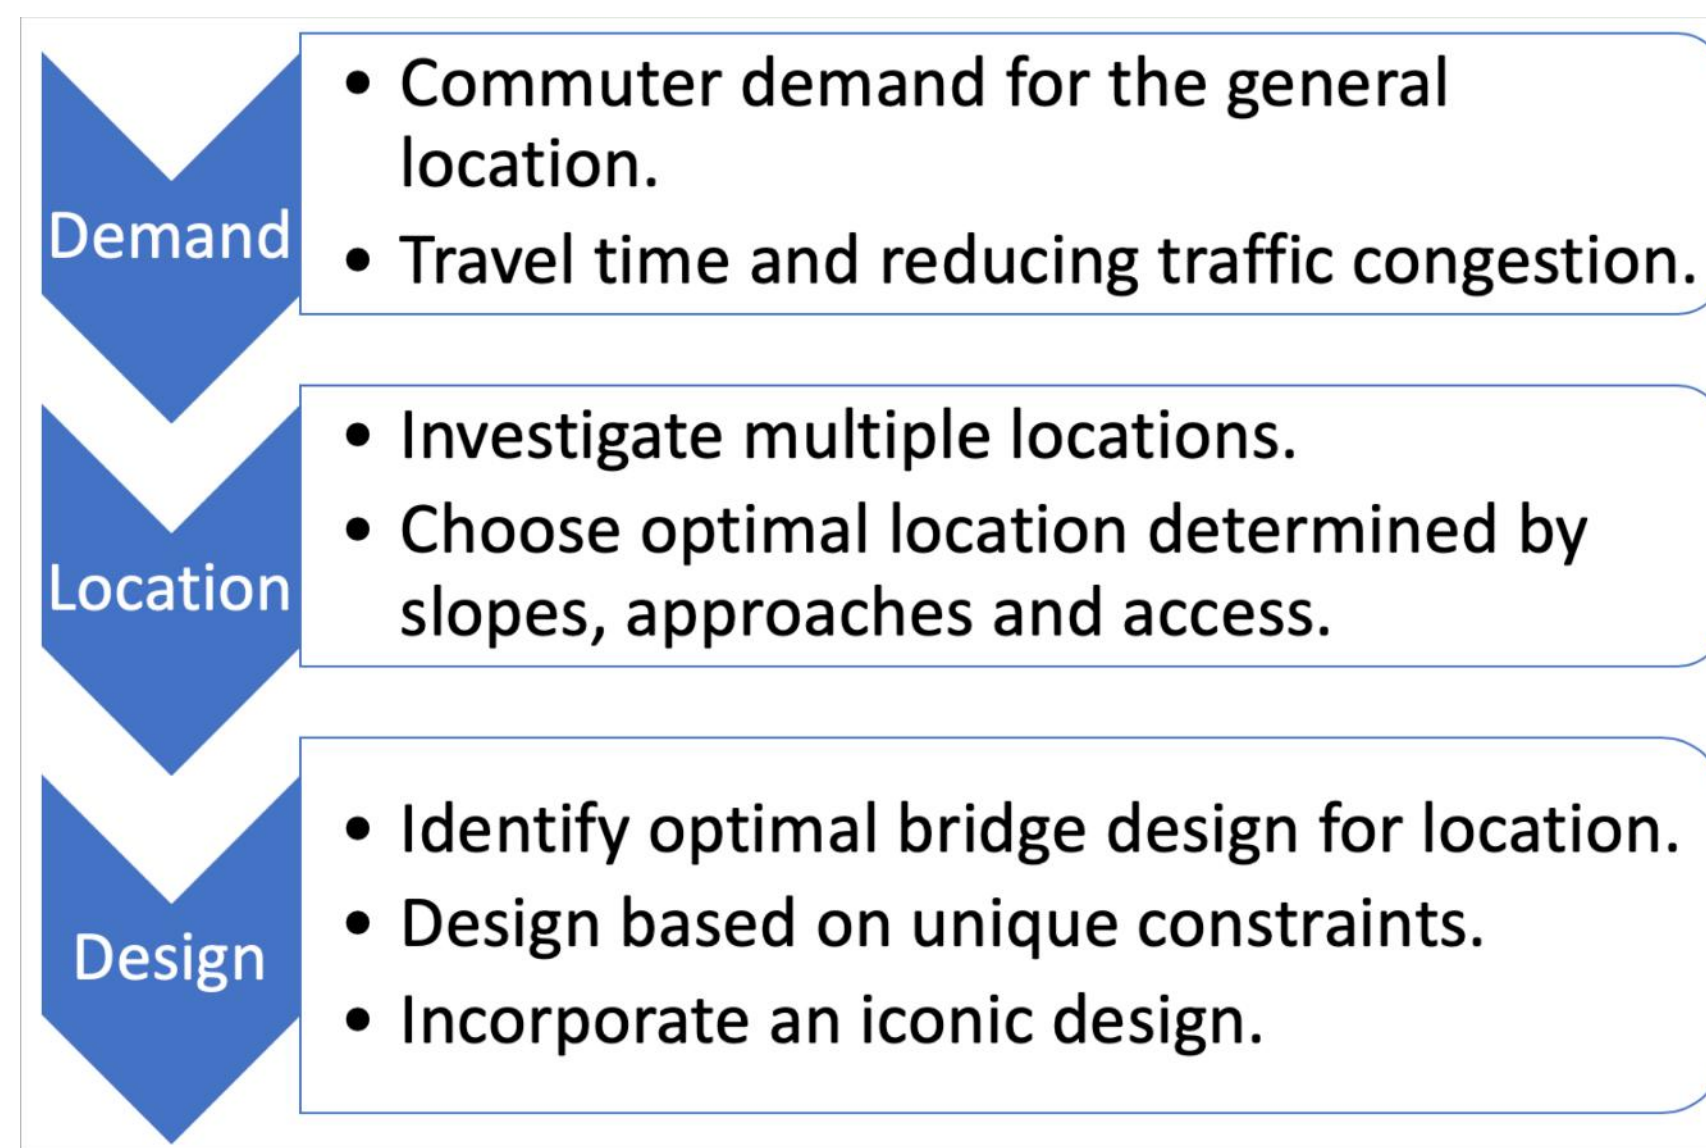 Demand
• Commuter demand for the general
location.
• Travel time and reducing traffic congestion.
Location
• Investigate multiple locations.
• Choose optimal location determined by
slopes, approaches and access.
Design
• Identify optimal bridge design for location.
• Design based on unique constraints.
• Incorporate an iconic design.